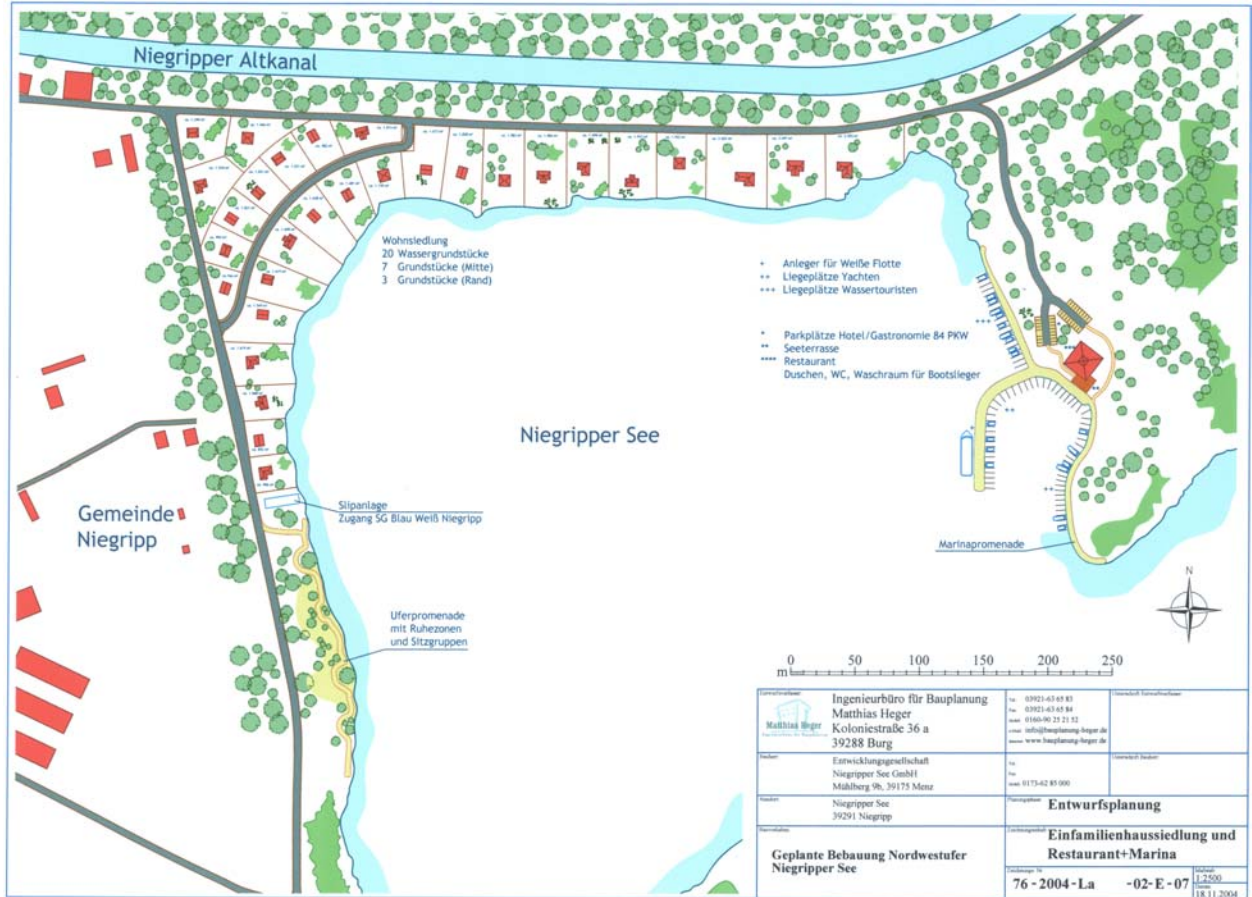 Niegripper Altkanal
Wohnsiedlung
20 Wassergrundstücke
7 Grundstücke (Mitte)
3 Grundstücke (Rand)
+ Anleger für Weiße Flotte
++ Liegeplätze Yachten
+++ Liegeplätze Wassertouristen
* Parkplätze Hotel/Gastronomie 84 PKW
** Seeterrasse
**** Restaurant
Duschen, WC, Waschraum für Bootslieger
+++
****
**
++
+
++
Niegripper See
Gemeinde
Niegripp
Slipanlage
Zugang SG Blau Weiß Niegripp
Marinapromenade
Uferpromenade
mit Ruhezonen
und Sitzgruppen
N
0 50 100 150 200 250
m
Matthias Heger
Ingenieurbüro für Bauplanung
Matthias Heger
Koloniestraße 36 a
39288 Burg
03921-63 65 83
03921-63 65 84
0160-90 25 21 52
info@bauplanung-heger.de
www.bauplanung-heger.de
Entwicklungsgesellschaft
Niegripper See GmbH
Mühlberg 9b, 39175 Menz
0173-62 85 000
Niegripper See
39291 Niegripp
Entwurfsplanung
Geplante Bebauung Nordwestufer
Niegripper See
Einfamilienhaussiedlung und
Restaurant+Marina
76 - 2004 - La -02 - E - 07
1:2500
18.11.2004